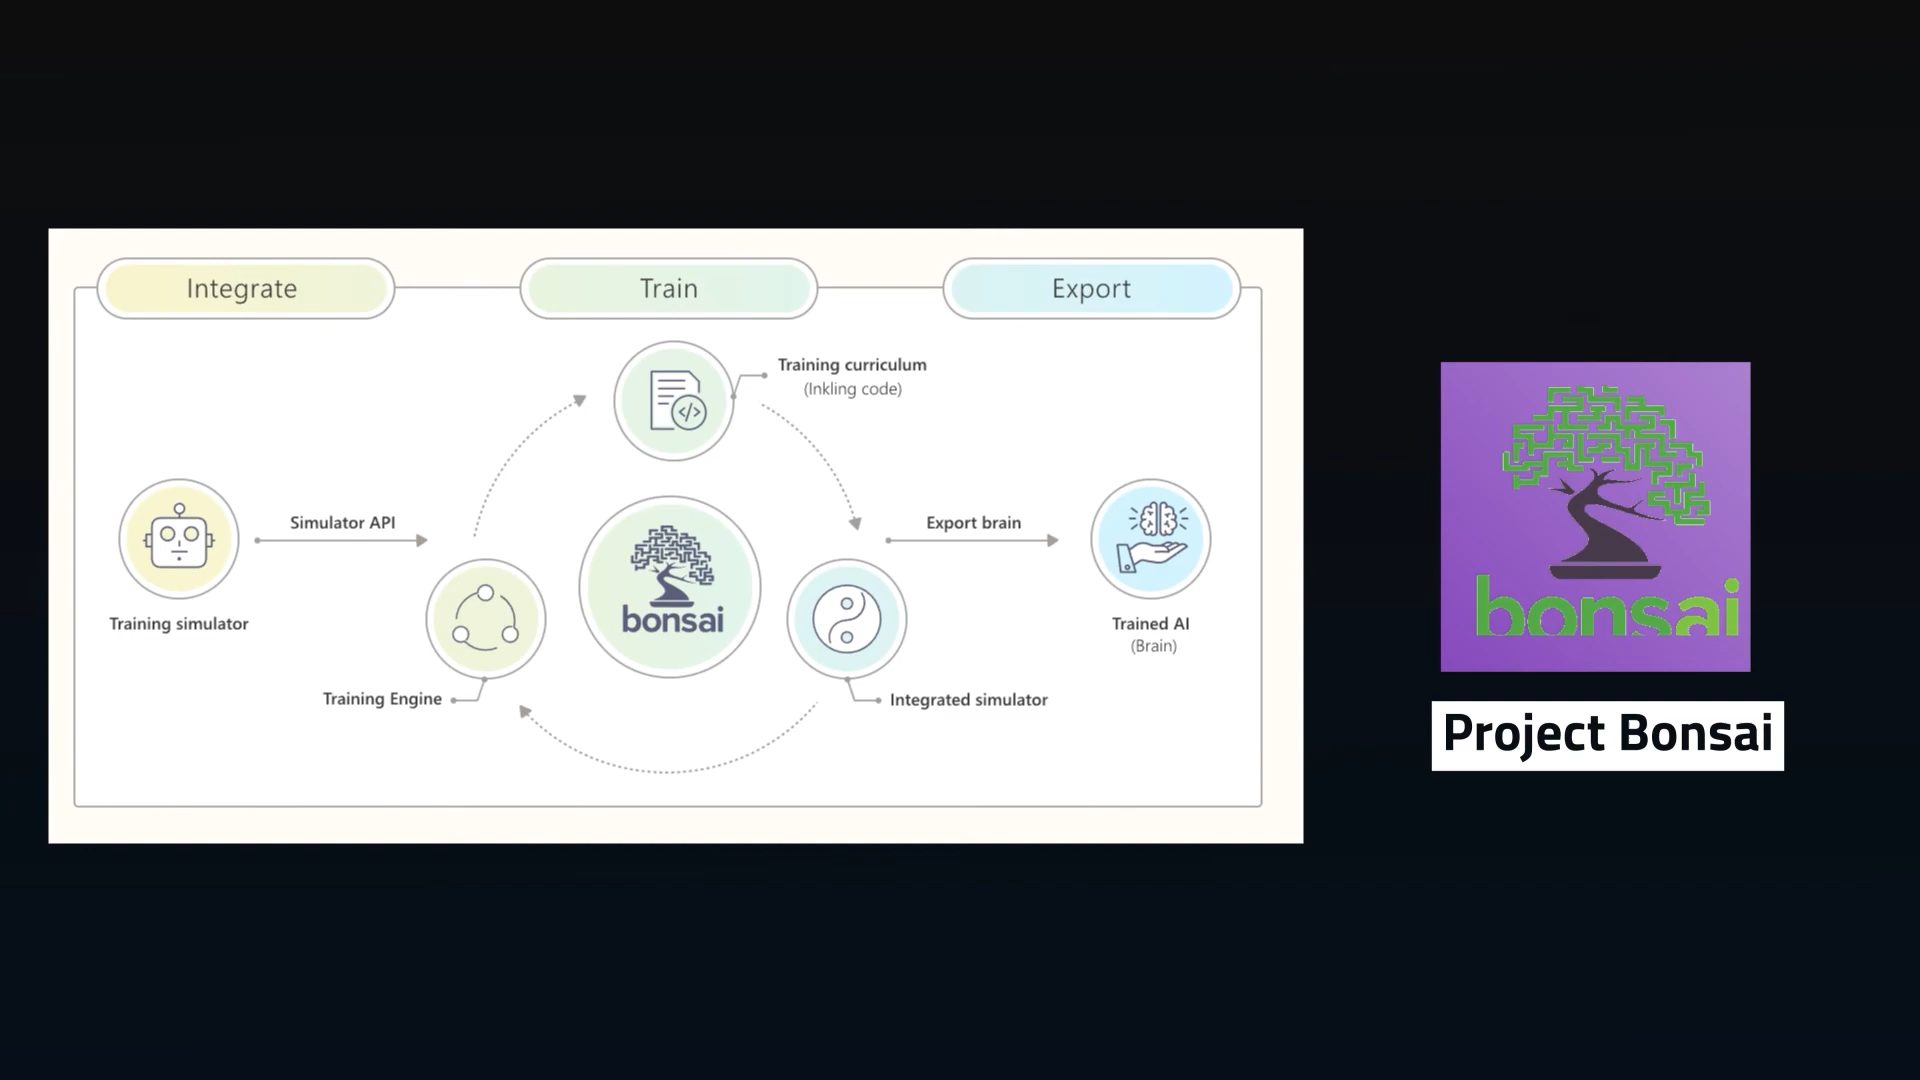 Integrate
Train
Export
Training curriculum
(Inkling code)
</>
Simulator API
Export brain
Training simulator
bonsai
Trained AI
(Brain)
Training Engine
Integrated simulator
bonsai
Project Bonsai